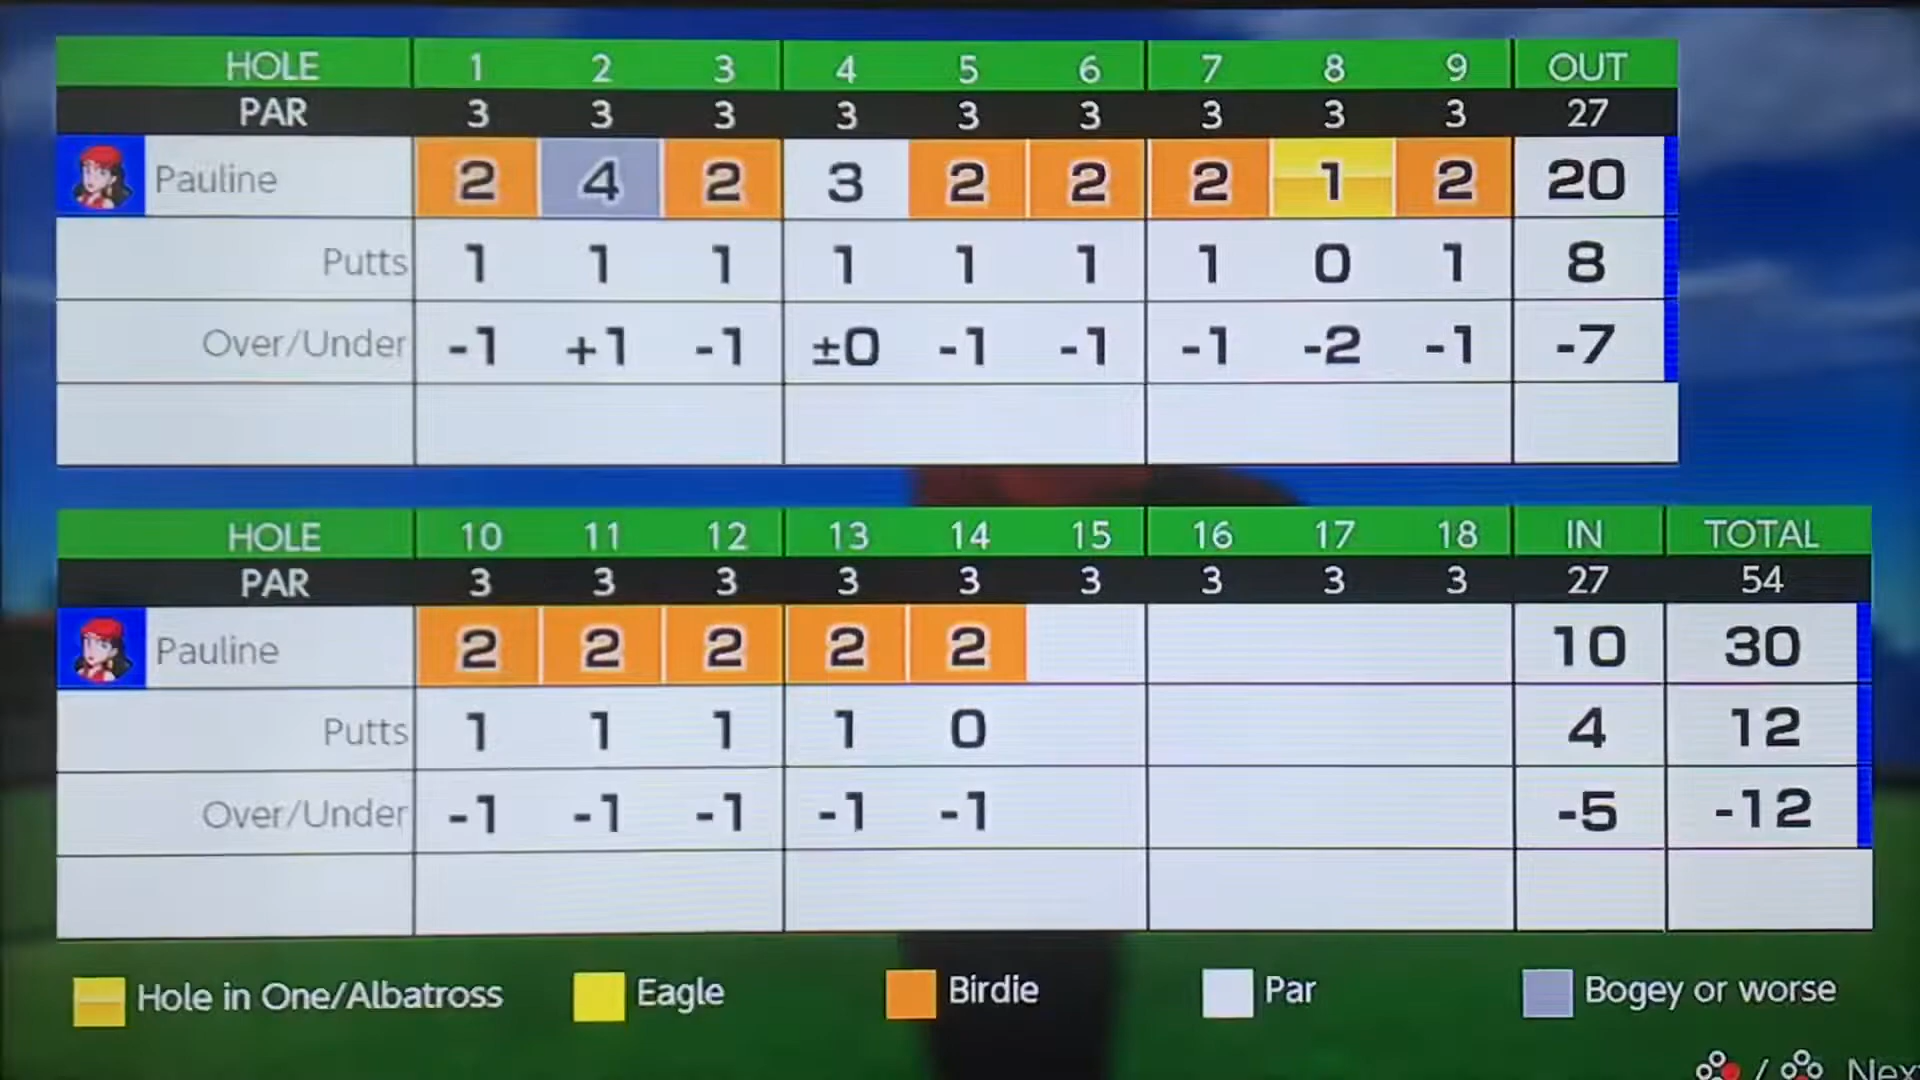 HOLE 1 2 3 4 5 6 7 8 9 OUT
PAR 3 3 3 3 3 3 3 3 3 27
Pauline 2 4 2 3 2 2 2 1 2 20
Putts 1 1 1 1 1 1 1 0 1 8
Over/Under -1 +1 -1 ±0 -1 -1 -1 -2 -1 -7
HOLE 10 11 12 13 14 15 16 17 18 IN TOTAL
PAR 3 3 3 3 3 3 3 3 3 27 54
Pauline 2 2 2 2 2 10 30
Putts 1 1 1 1 0 4 12
Over/Under -1 -1 -1 -1 -1 -5 -12
Hole in One/Albatross Eagle Birdie Par Bogey or worse
/